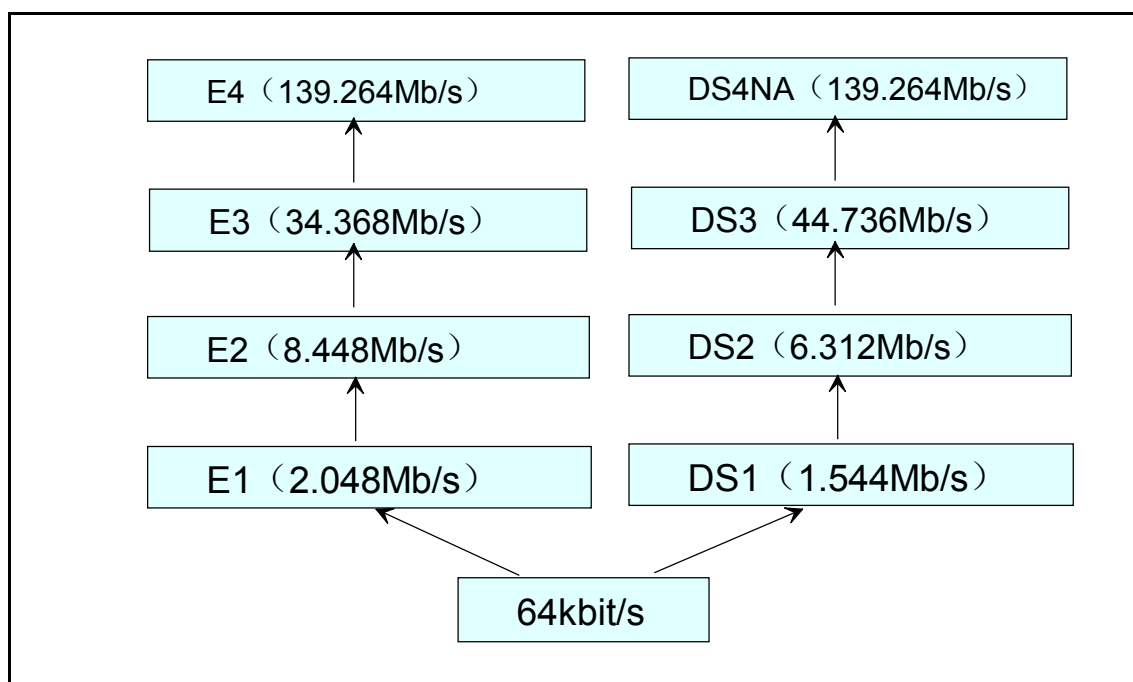 E4（139.264Mb/s）
DS4NA（139.264Mb/s）
E3（34.368Mb/s）
DS3（44.736Mb/s）
E2（8.448Mb/s）
DS2（6.312Mb/s）
E1（2.048Mb/s）
DS1（1.544Mb/s）
64kbit/s